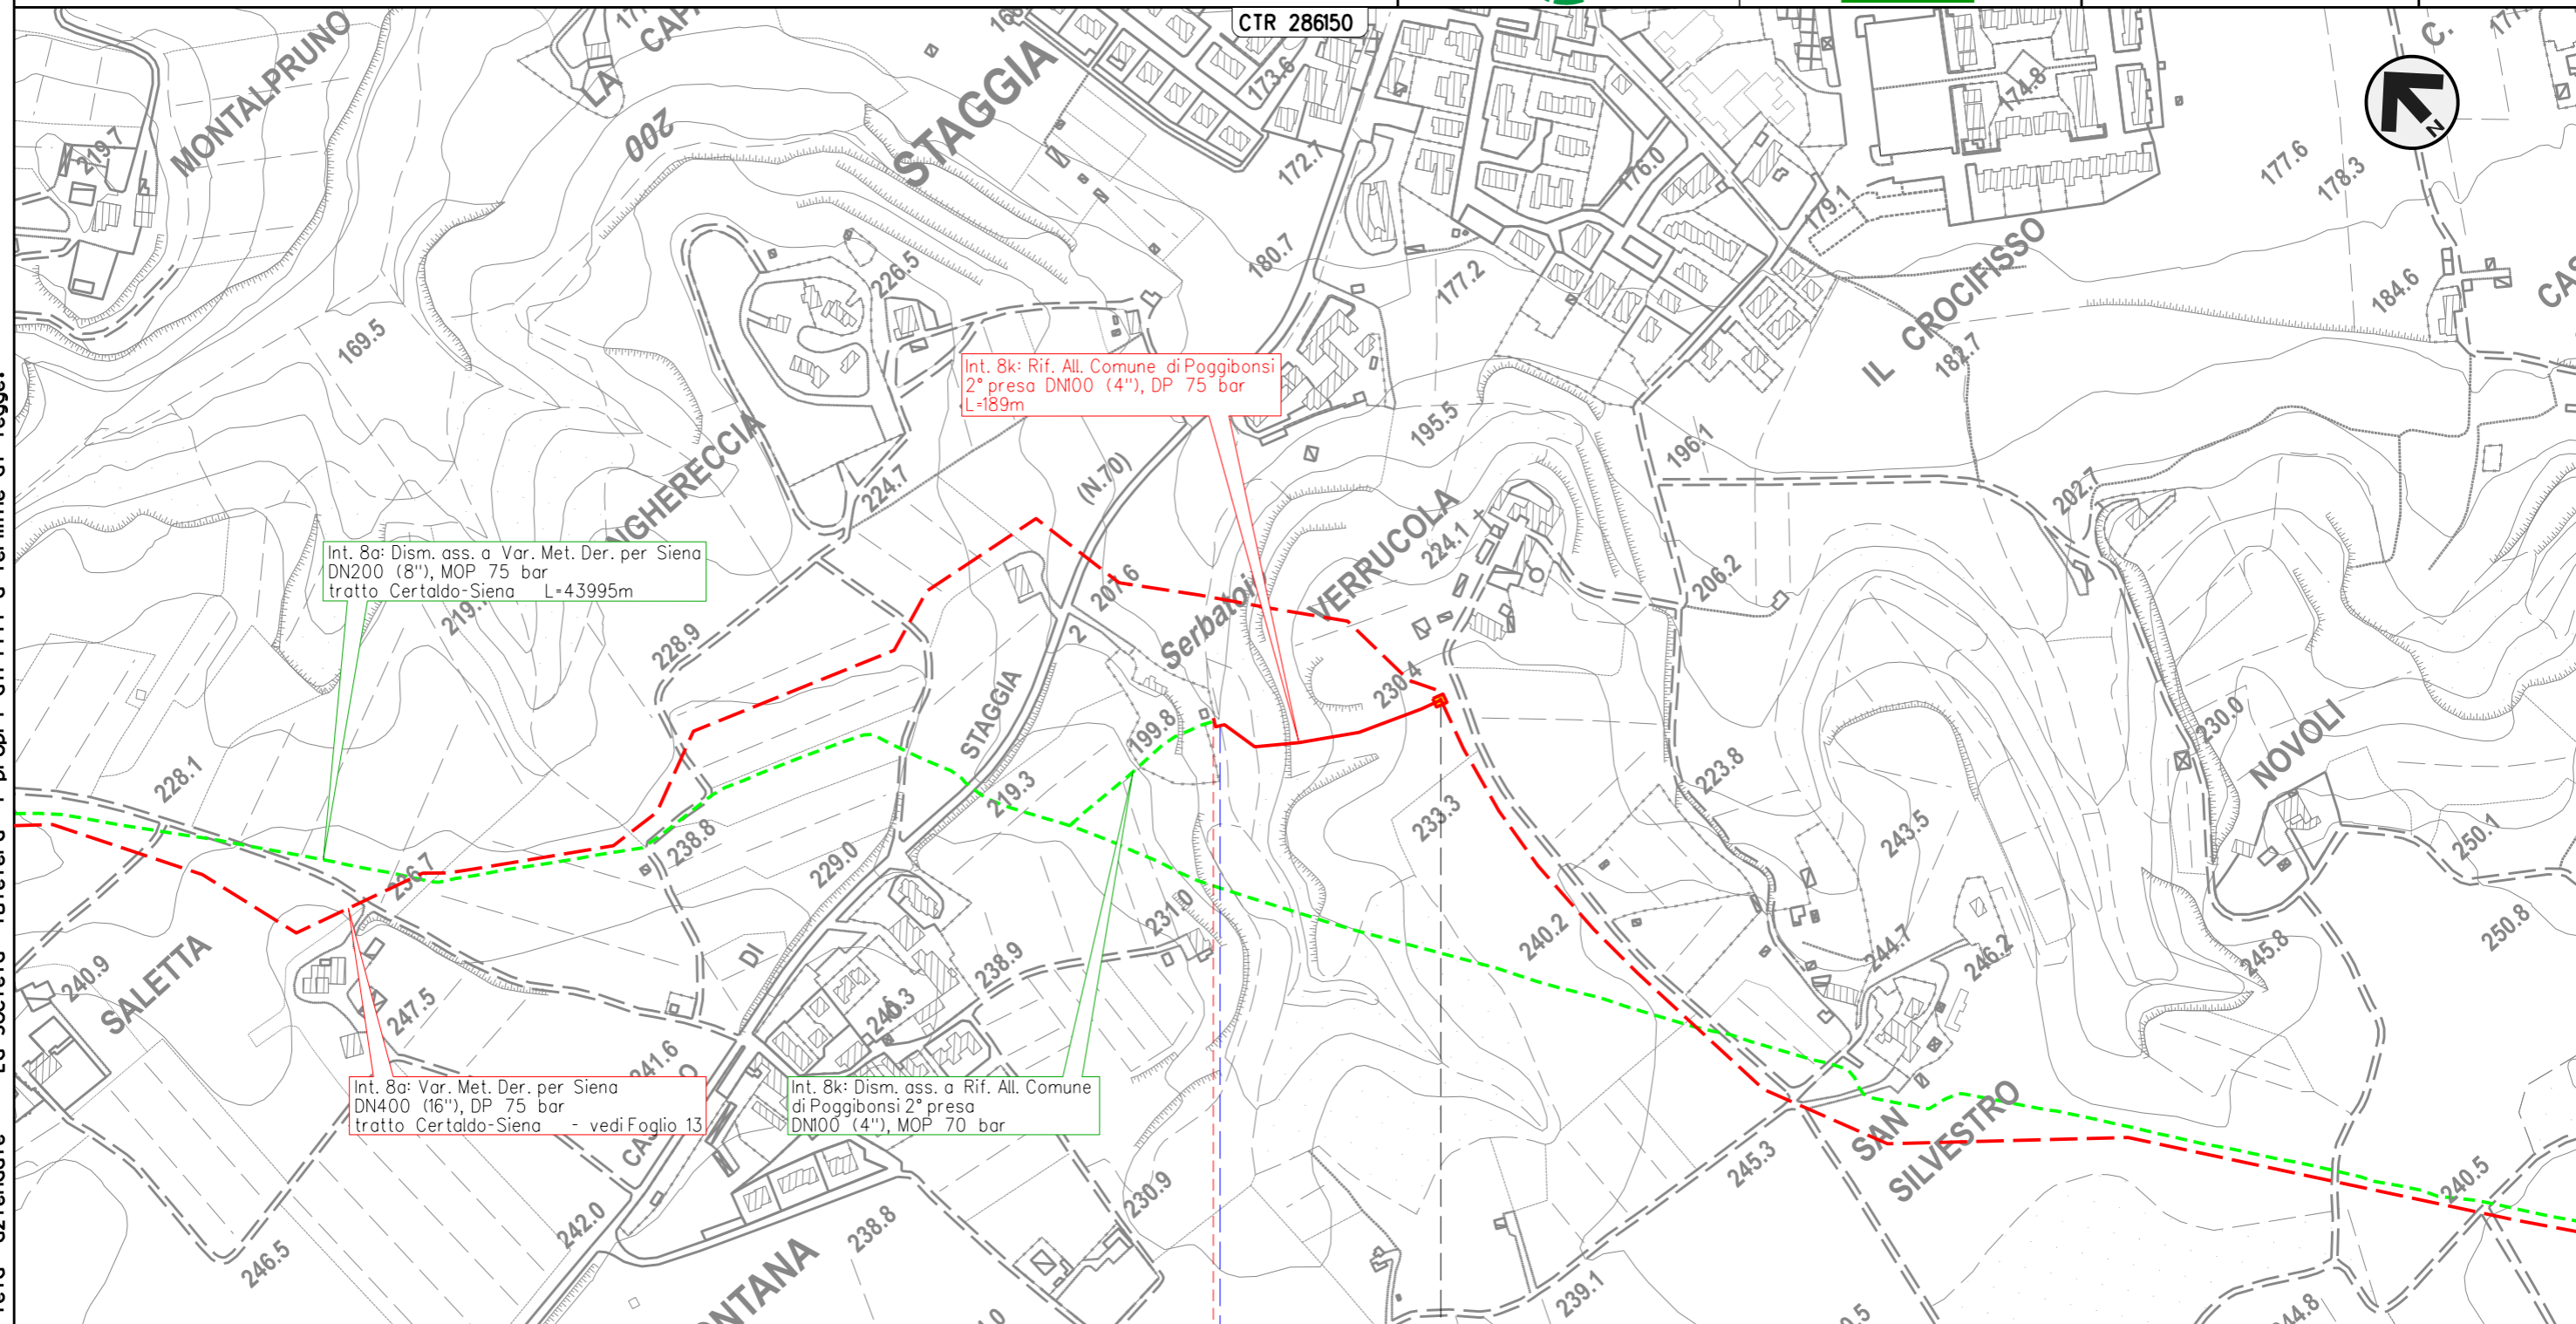 CTR 286150
MONTALPRUNO
LA
200
STAGGIA
173.6
172.7
174.8
176.0
179.1
177.6
178.3
C.
N
219.7
169.5
226.5
180.7
177.2
184.6
IL CROCIFISSO
182.7
Int. 8k: Rif. All. Comune di Poggibonsi
2° presa DN100 (4"), DP 75 bar
L=189m
224.7
(N.70)
195.5
196.1
202.7
VERRUCOLA
224.1
206.2
Int. 8a: Dism. ass. a Var. Met. Der. per Siena
DN200 (8"), MOP 75 bar
tratto Certaldo-Siena L=43995m
228.9
207.6
Serbatoi
2
STAGGIA
230.4
199.8
219.3
228.1
236.7
238.8
229.0
233.3
223.8
230.0
NOVOLI
243.5
250.1
250.8
245.8
244.7
246.2
240.2
231.0
238.9
DI
240.3
SALETTA
240.9
247.5
241.6
Int. 8a: Var. Met. Der. per Siena
DN400 (16"), DP 75 bar
tratto Certaldo-Siena - vedi Foglio 13
Int. 8k: Dism. ass. a Rif. All. Comune
di Poggibonsi 2° presa
DN100 (4"), MOP 70 bar
SAN
SILVESTRO
245.3
240.5
230.9
238.8
242.0
246.5
239.1